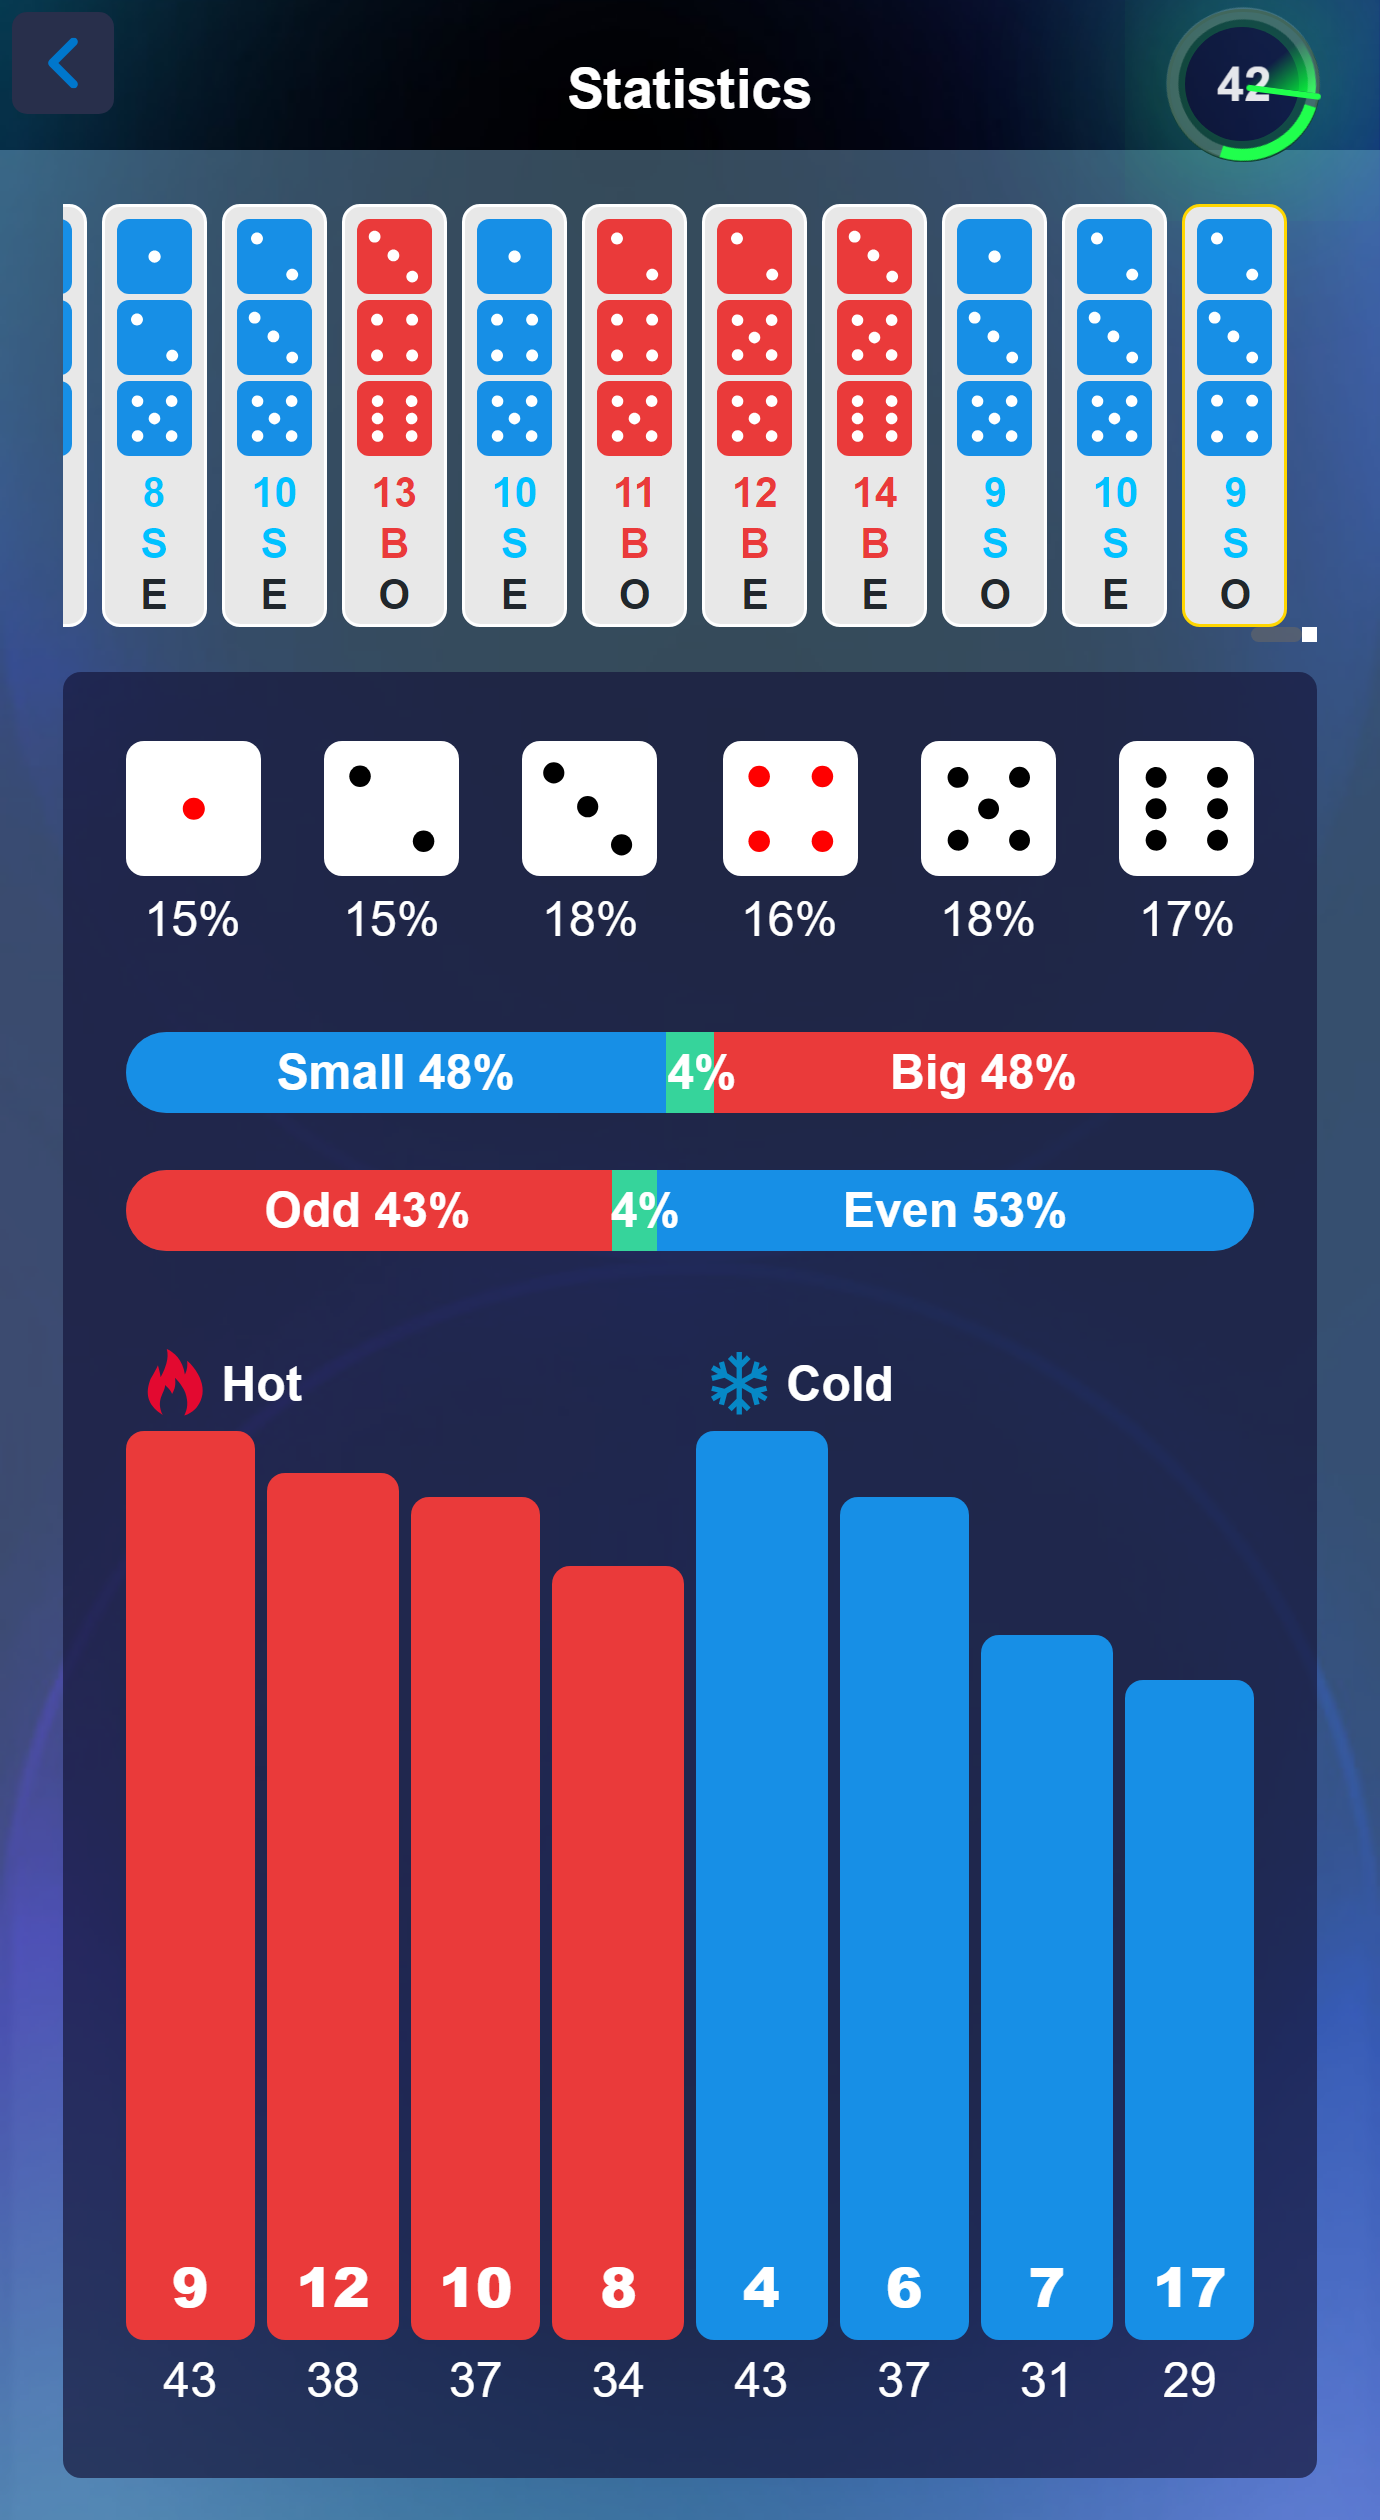 Statistics
42
8 10 13 10 11 12 14 9 10 9
S S B S B B B S S S
E E O E O E E O E O
15% 15% 18% 16% 18% 17%
Small 48% 4% Big 48%
Odd 43% 4% Even 53%
Hot Cold
9 12 10 8 4 6 7 17
43 38 37 34 43 37 31 29